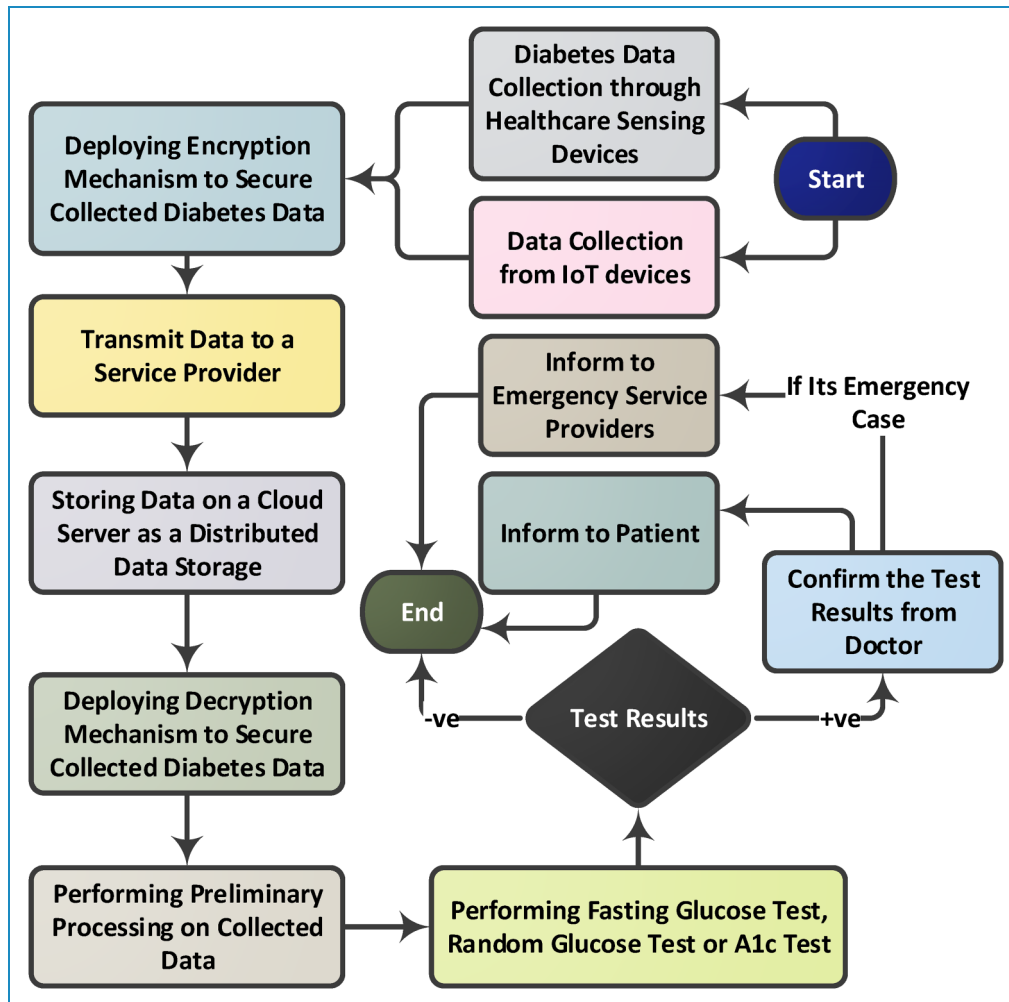 Start
Diabetes Data
Collection through
Healthcare Sensing
Devices
Data Collection
from IoT devices
Deploying Encryption
Mechanism to Secure
Collected Diabetes Data
Transmit Data to a
Service Provider
Storing Data on a Cloud
Server as a Distributed
Data Storage
Deploying Decryption
Mechanism to Secure
Collected Diabetes Data
Performing Preliminary
Processing on Collected
Data
Performing Fasting Glucose Test,
Random Glucose Test or A1c Test
Test Results
-ve
+ve
Confirm the Test
Results from
Doctor
If Its Emergency
Case
Inform to
Emergency Service
Providers
Inform to Patient
End